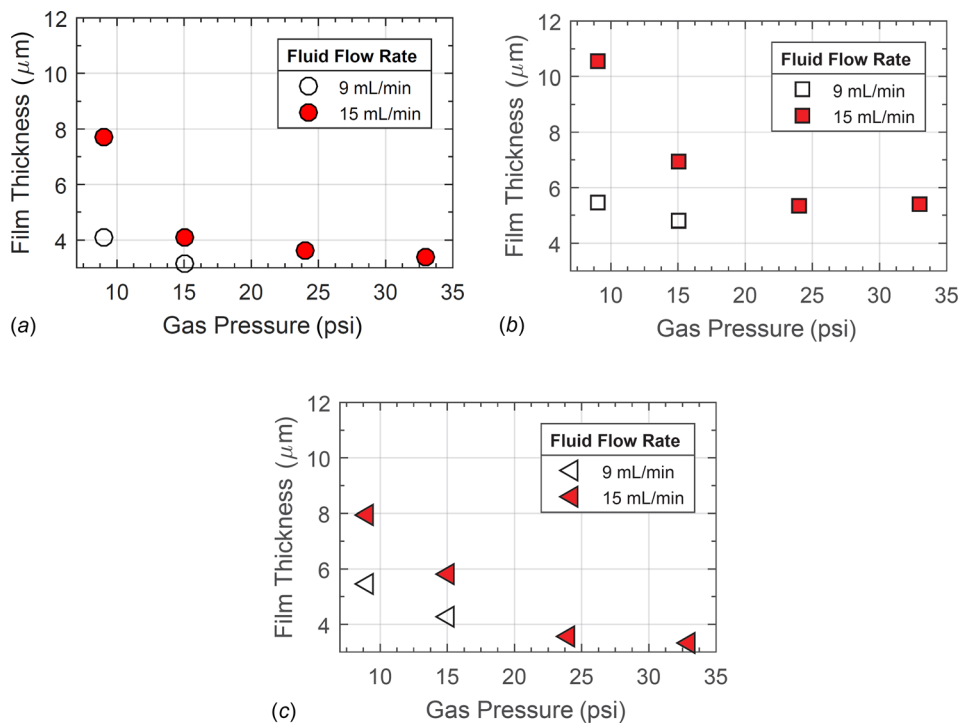 12
10
8
6
4
Film Thickness (μm)
Fluid Flow Rate
9 mL/min
15 mL/min
10 15 20 25 30 35
(a) Gas Pressure (psi)
12
10
8
6
4
Film Thickness (μm)
Fluid Flow Rate
9 mL/min
15 mL/min
10 15 20 25 30 35
(b) Gas Pressure (psi)
12
10
8
6
4
Film Thickness (μm)
Fluid Flow Rate
9 mL/min
15 mL/min
10 15 20 25 30 35
(c) Gas Pressure (psi)